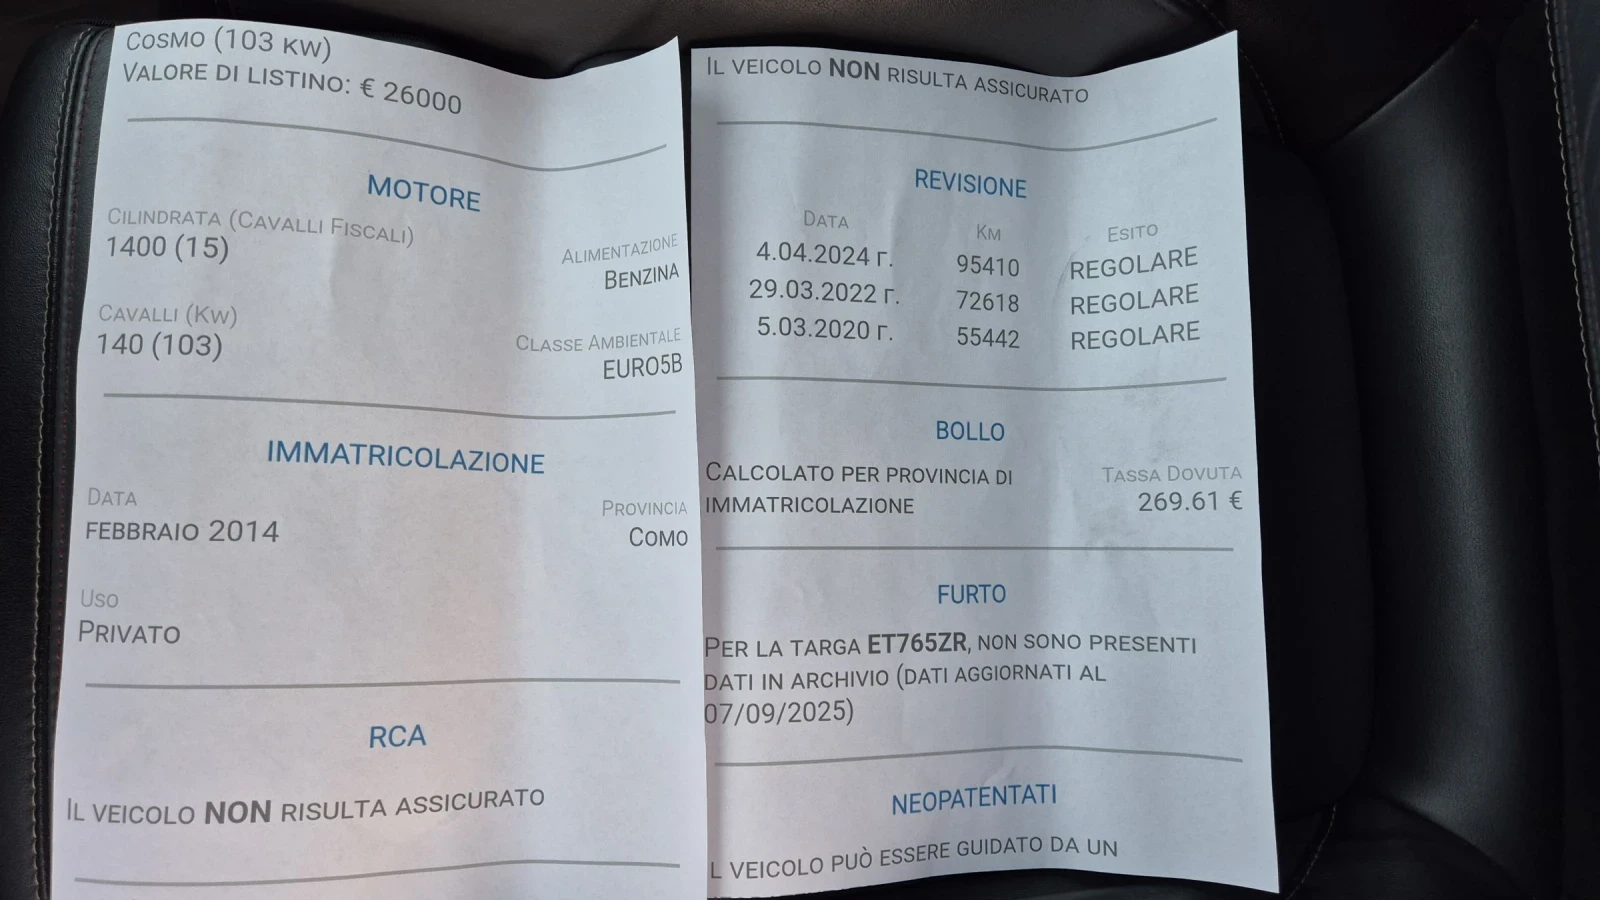 Cosmo (103 kw)
Valore di listino: € 26000
MOTORE
Cilindrata (Cavalli Fiscali)
1400 (15)
Alimentazione
Benzina
Cavalli (Kw)
140 (103)
Classe Ambientale
EURO5B
IMMATRICOLAZIONE
Data
febbraio 2014
Provincia
Como
Uso
Privato
RCA
Il veicolo NON risulta assicurato
Il veicolo NON risulta assicurato
REVISIONE
Data Km Esito
4.04.2024 г. 95410 REGOLARE
29.03.2022 г. 72618 REGOLARE
5.03.2020 г. 55442 REGOLARE
BOLLO
Calcolato per provincia di
immatricolazione
Tassa Dovuta
269.61 €
FURTO
Per la targa ET765ZR, non sono presenti
dati in archivio (dati aggiornati al
07/09/2025)
NEOPATENTATI
l veicolo può essere guidato da un